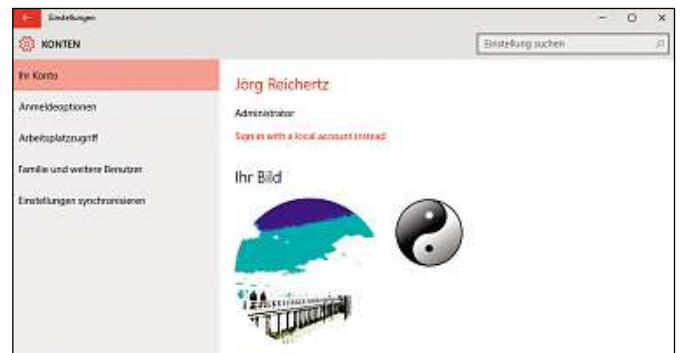 Einstellungen
KONTEN
Einstellung suchen
Ihr Konto
Anmeldeoptionen
Arbeitsplatzzugriff
Familie und weitere Benutzer
Einstellungen synchronisieren
Jörg Reichertz
Administrator
Sign in with a local account instead
Ihr Bild